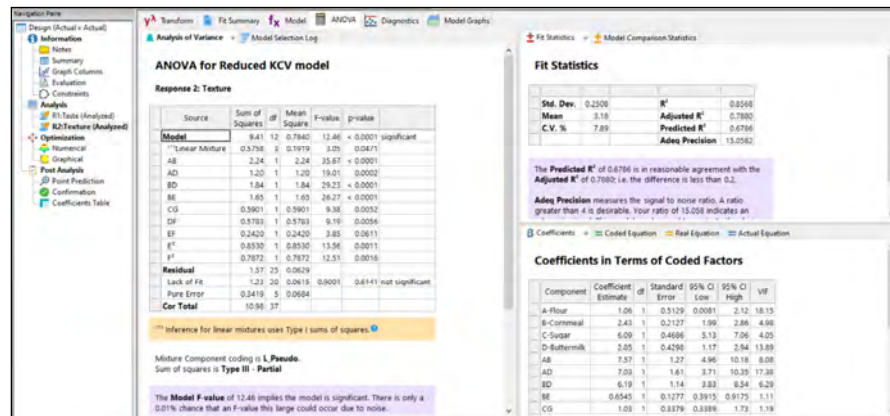 Navigation Pane
Design (Actual × Actual)
Information
Notes
Summary
Graph Columns
Evaluation
Constraints
Analysis
R1:Taste (Analyzed)
R2:Texture (Analyzed)
Optimization
Numerical
Graphical
Post Analysis
Point Prediction
Confirmation
Coefficients Table
yλ Transform Fit Summary fx Model ANOVA Diagnostics Model Graphs
Analysis of Variance Model Selection Log
ANOVA for Reduced KCV model
Response 2: Texture
Source Sum of Squares df Mean Square F-value p-value
Model 9.41 12 0.7840 12.46 < 0.0001 significant
⁽¹⁾Linear Mixture 0.5758 3 0.1919 3.05 0.0471
AB 2.24 1 2.24 35.67 < 0.0001
AD 1.20 1 1.20 19.01 0.0002
BD 1.84 1 1.84 29.23 < 0.0001
BE 1.65 1 1.65 26.27 < 0.0001
CG 0.5901 1 0.5901 9.38 0.0052
DF 0.5783 1 0.5783 9.19 0.0056
EF 0.2420 1 0.2420 3.85 0.0611
E² 0.8530 1 0.8530 13.56 0.0011
F² 0.7872 1 0.7872 12.51 0.0016
Residual 1.57 25 0.0629
Lack of Fit 1.23 20 0.0615 0.9001 0.6141 not significant
Pure Error 0.3419 5 0.0684
Cor Total 10.98 37
⁽¹⁾ Inference for linear mixtures uses Type I sums of squares.
Mixture Component coding is L_Pseudo.
Sum of squares is Type III - Partial
The Model F-value of 12.46 implies the model is significant. There is only a
0.01% chance that an F-value this large could occur due to noise.
Fit Statistics Model Comparison Statistics
Fit Statistics
Std. Dev. 0.2508 R² 0.8568
Mean 3.18 Adjusted R² 0.7880
C.V. % 7.89 Predicted R² 0.6786
Adeq Precision 15.0582
The Predicted R² of 0.6786 is in reasonable agreement with the
Adjusted R² of 0.7880; i.e. the difference is less than 0.2.
Adeq Precision measures the signal to noise ratio. A ratio
greater than 4 is desirable. Your ratio of 15.058 indicates an
Coefficients Coded Equation Real Equation Actual Equation
Coefficients in Terms of Coded Factors
Component Coefficient Estimate df Standard Error 95% CI Low 95% CI High VIF
A-Flour 1.06 1 0.5129 0.0081 2.12 18.15
B-Cornmeal 2.43 1 0.2127 1.99 2.86 4.98
C-Sugar 6.09 1 0.4686 5.13 7.06 4.05
D-Buttermilk 2.05 1 0.4298 1.17 2.94 13.89
AB 7.57 1 1.27 4.96 10.18 8.08
AD 7.03 1 1.61 3.71 10.35 17.38
BD 6.19 1 1.14 3.83 8.54 6.29
BE 0.6545 1 0.1277 0.3915 0.9175 1.11
CG 1.03 1 0.3379 0.3389 1.73 1.19